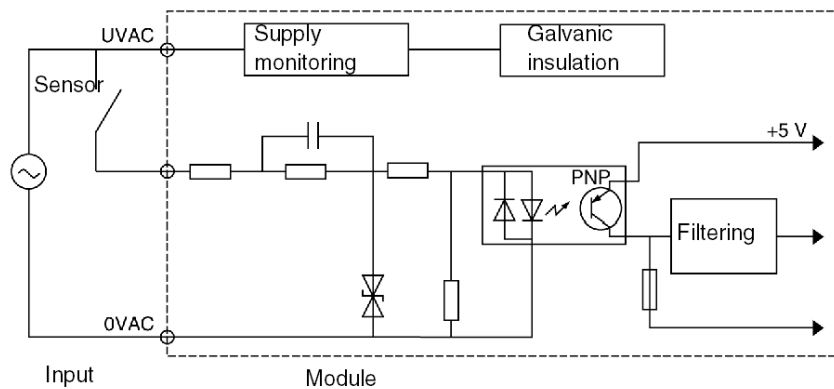 UVAC
Supply
monitoring
Galvanic
insulation
Sensor
+5 V
PNP
Filtering
0VAC
Input
Module